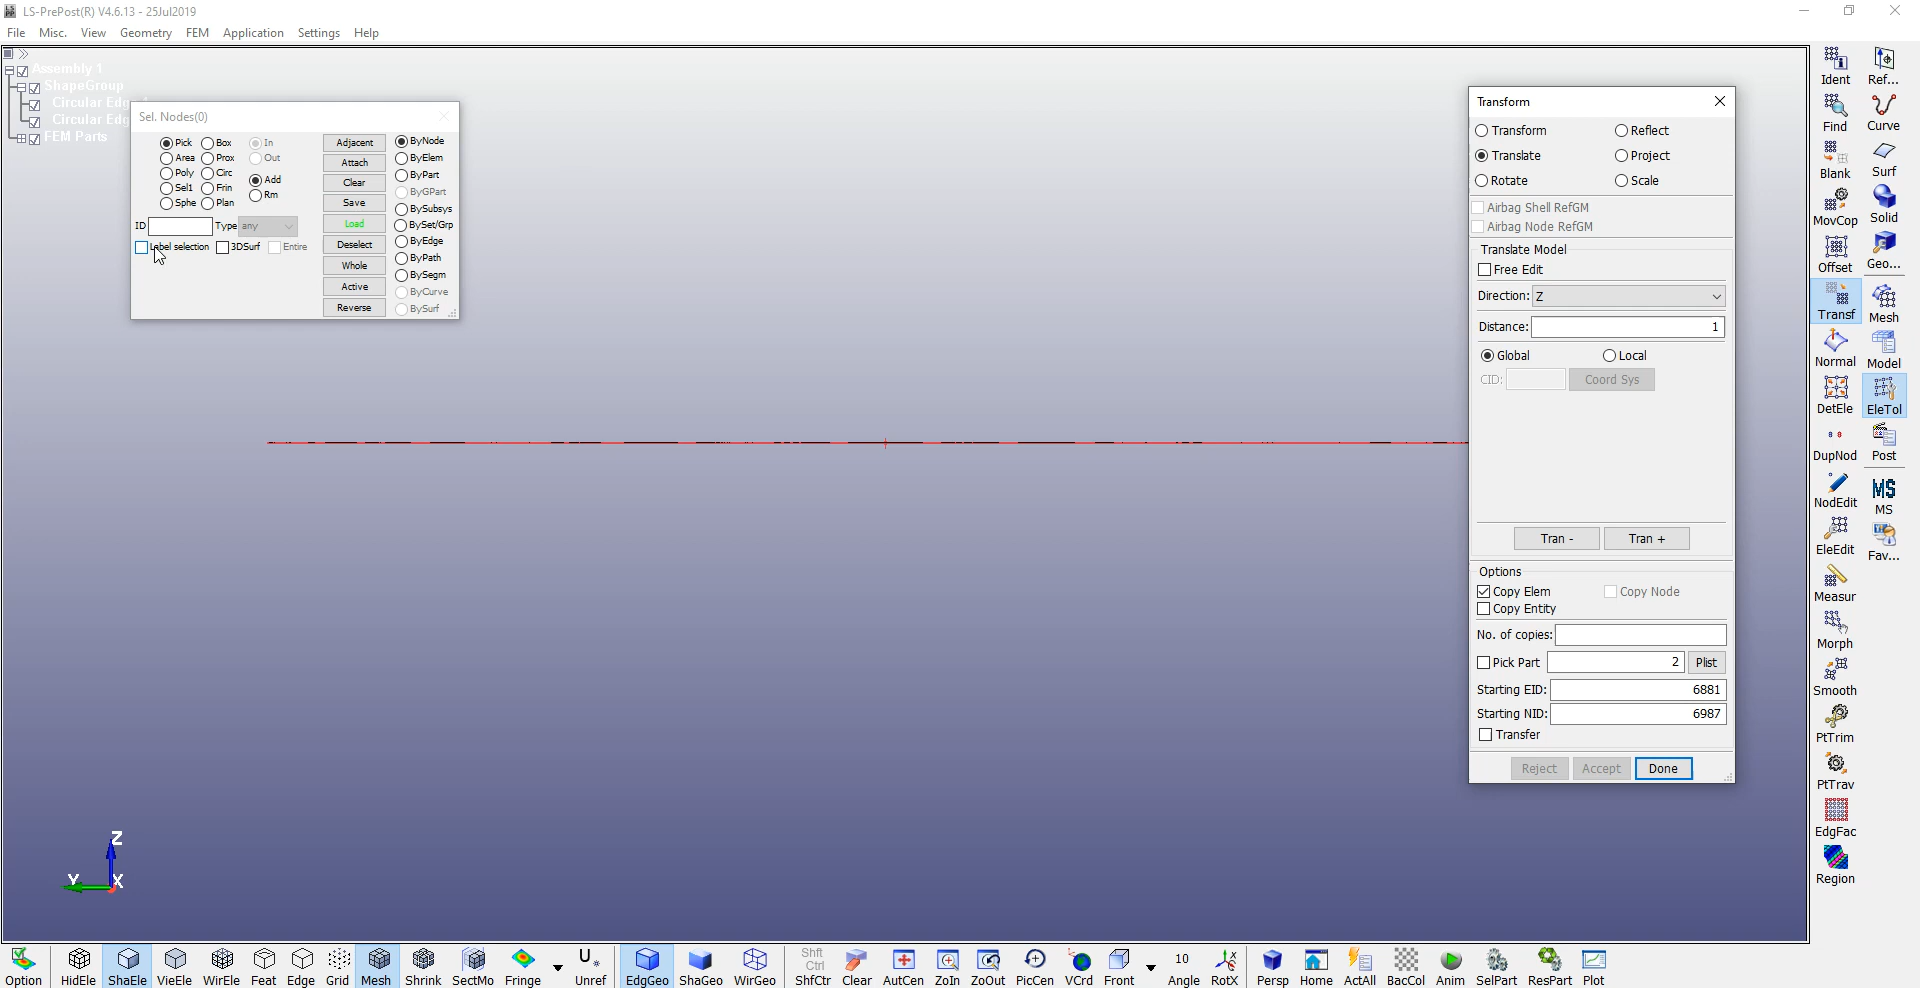 LS-PrePost(R) V4.6.13 - 25Jul2019
File Misc. View Geometry FEM Application Settings Help
Assembly 1
ShapeGroup
Circular Edg
Circular Edg
FEM Parts
Sel. Nodes(0)
Pick Box In Adjacent ByNode
Area Prox Out Attach ByElem
Poly Circ Add Clear ByPart
Sel1 Frin Rm Save ByGPart
Sphe Plan Load BySubsys
ID Type any BySet/Grp
Label selection 3DSurf Entire Deselect ByEdge
Whole ByPath
Active BySegm
Reverse ByCurve
BySurf
Transform
Transform Reflect
Translate Project
Rotate Scale
Airbag Shell RefGM
Airbag Node RefGM
Translate Model
Free Edit
Direction: Z
Distance: 1
Global Local
CID: Coord Sys
Tran - Tran +
Options
Copy Elem Copy Node
Copy Entity
No. of copies:
Pick Part 2 Plist
Starting EID: 6881
Starting NID: 6987
Transfer
Reject Accept Done
Ident Ref...
Find Curve
Blank Surf
MovCop Solid
Offset Geo...
Transf Mesh
Normal Model
DetEle EleTol
DupNod Post
NodEdit MS
MS
EleEdit Fav...
Measur
Morph
Smooth
PtTrim
PtTrav
EdgFac
Region
Z
Y X
U
Shft
Ctrl
10
Option HidEle ShaEle VieEle WirEle Feat Edge Grid Mesh Shrink SectMo Fringe Unref EdgGeo ShaGeo WirGeo ShfCtr Clear AutCen ZoIn ZoOut PicCen VCrd Front Angle RotX Persp Home ActAll BacCol Anim SelPart ResPart Plot